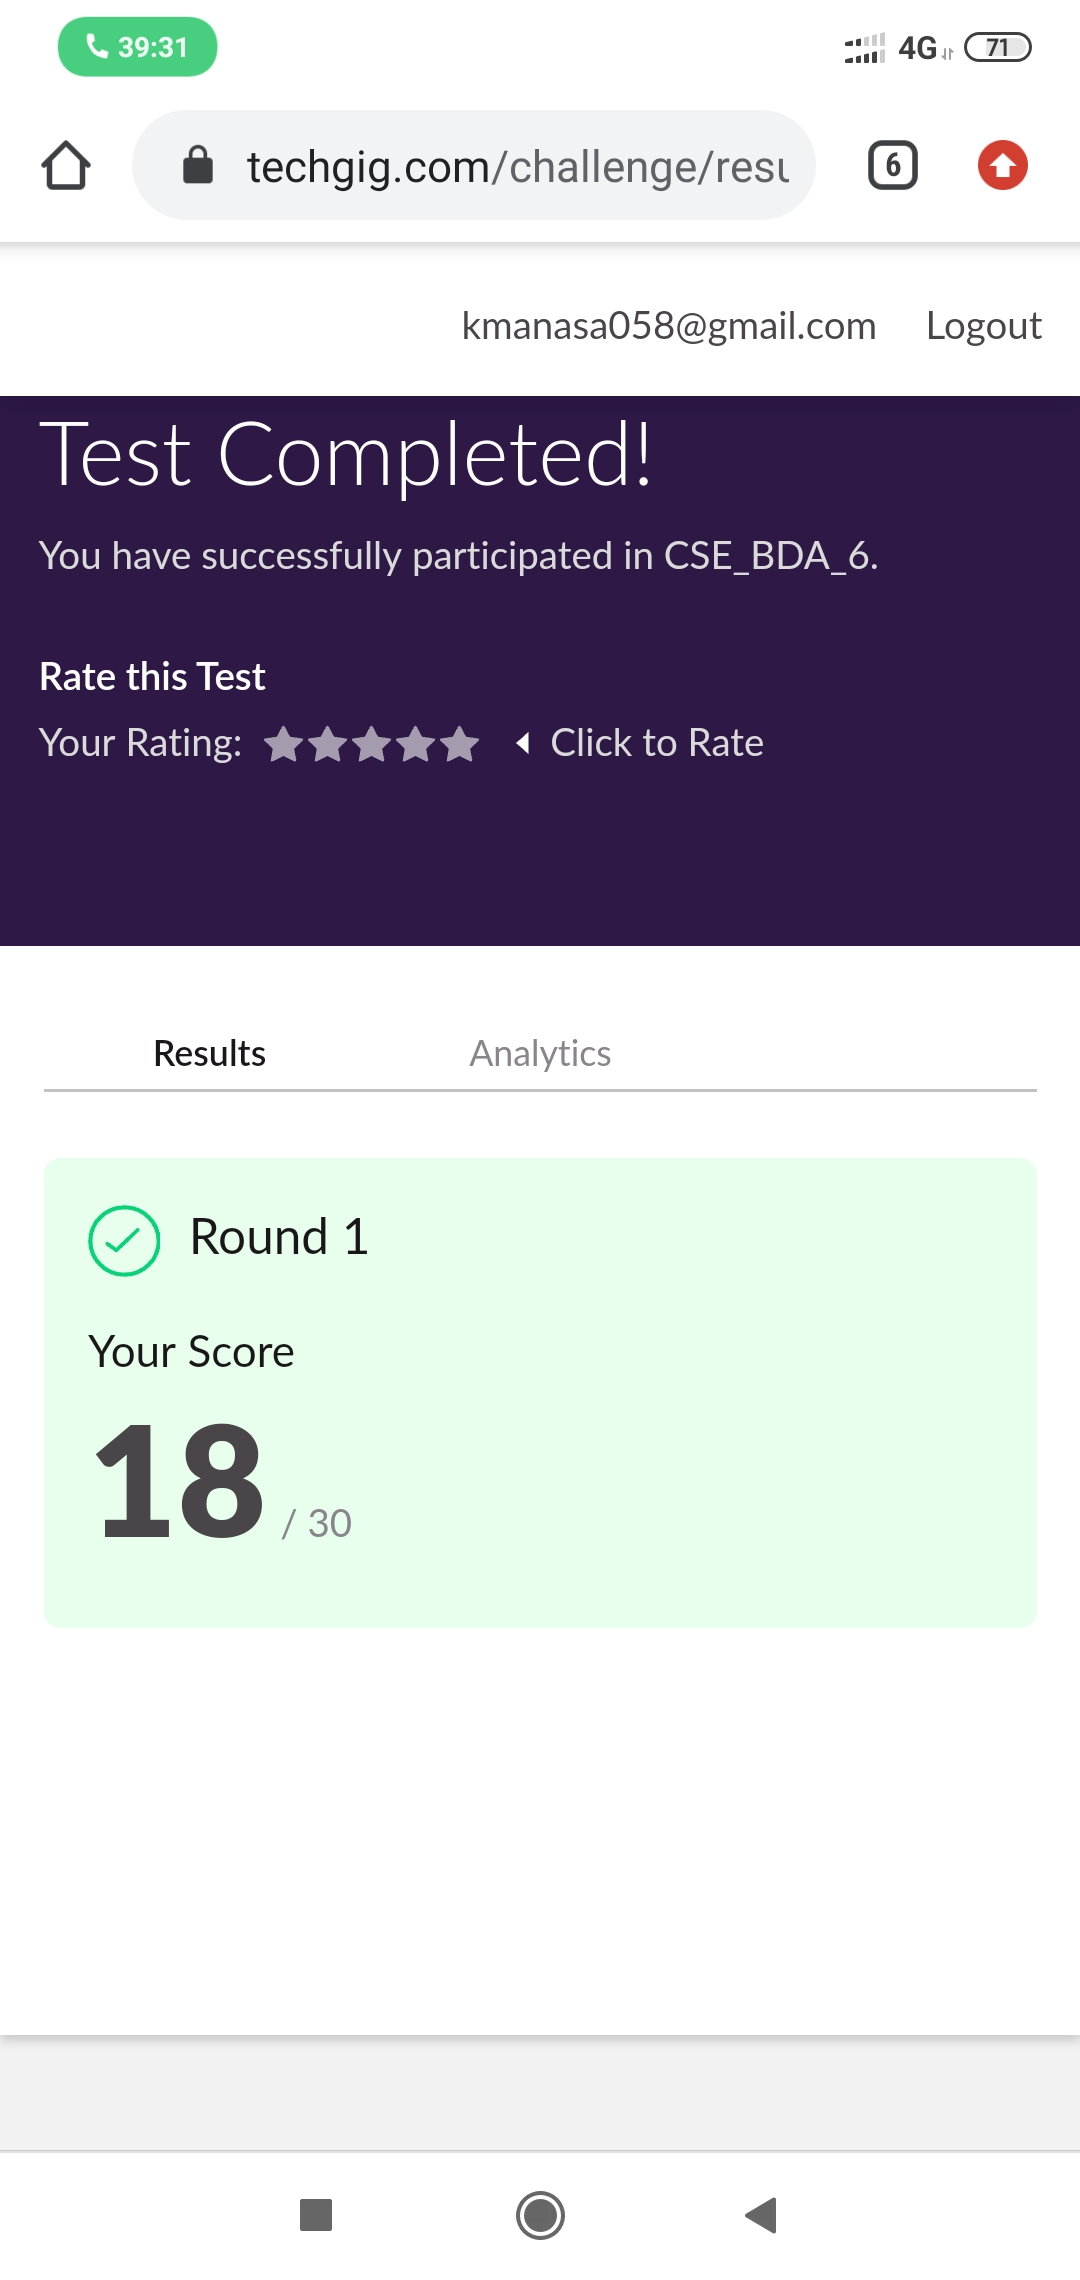 39:31 4G 71
techgig.com/challenge/resu 6
kmanasa058@gmail.com Logout
Test Completed!
You have successfully participated in CSE_BDA_6.
Rate this Test
Your Rating: Click to Rate
Results Analytics
Round 1
Your Score
18 / 30